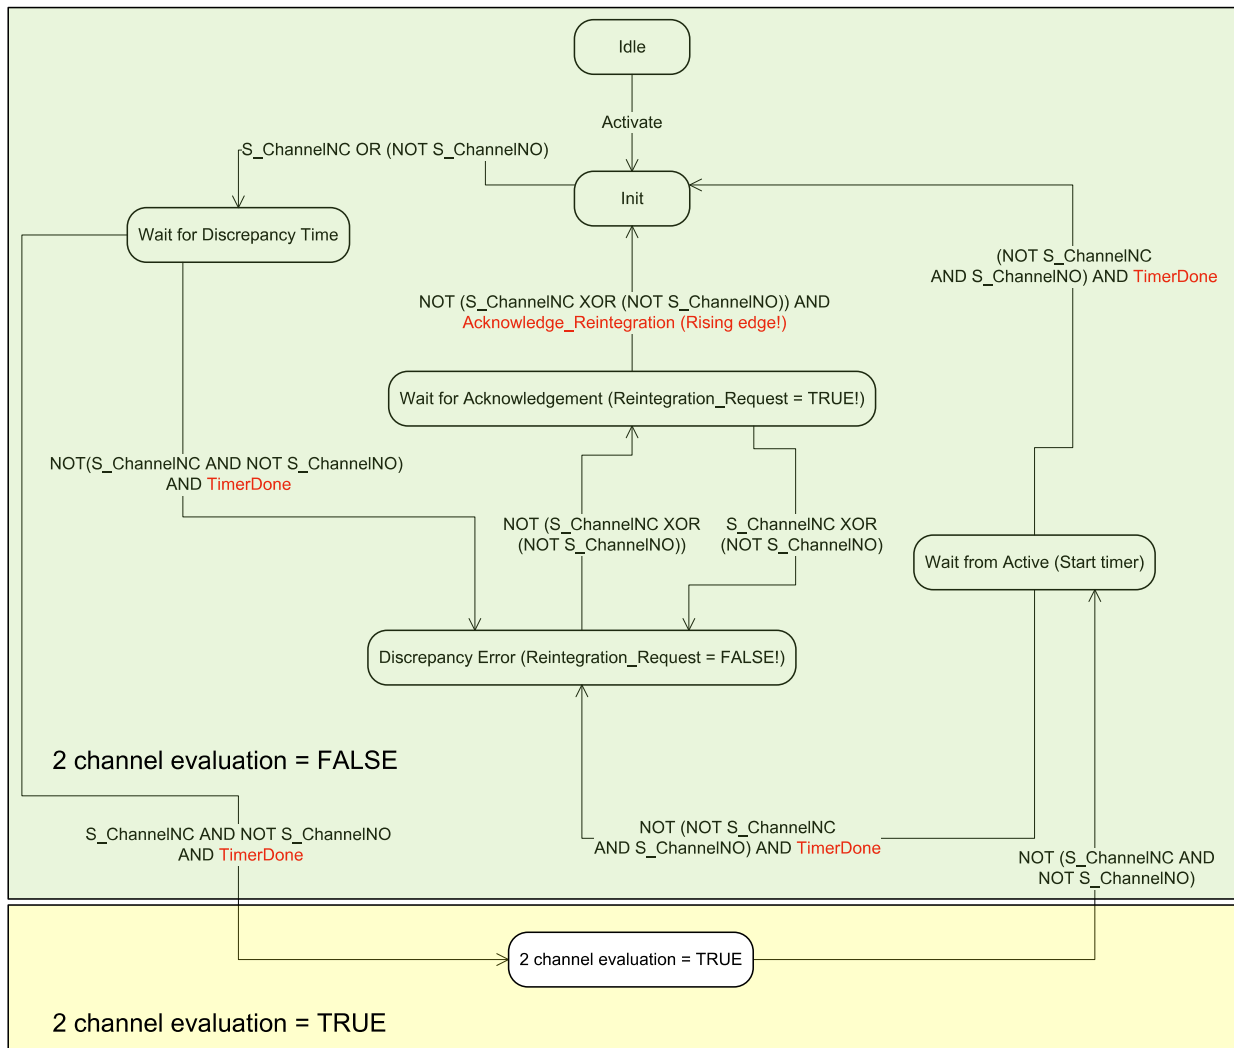 Idle
Activate
S_ChannelNC OR (NOT S_ChannelNO)
Init
Wait for Discrepancy Time
(NOT S_ChannelNC
AND S_ChannelNO) AND TimerDone
NOT (S_ChannelNC XOR (NOT S_ChannelNO)) AND
Acknowledge_Reintegration (Rising edge!)
Wait for Acknowledgement (Reintegration_Request = TRUE!)
NOT(S_ChannelNC AND NOT S_ChannelNO)
AND TimerDone
NOT (S_ChannelNC XOR
(NOT S_ChannelNO))
S_ChannelNC XOR
(NOT S_ChannelNO)
Wait from Active (Start timer)
Discrepancy Error (Reintegration_Request = FALSE!)
2 channel evaluation = FALSE
S_ChannelNC AND NOT S_ChannelNO
AND TimerDone
NOT (NOT S_ChannelNC
AND S_ChannelNO) AND TimerDone
NOT (S_ChannelNC AND
NOT S_ChannelNO)
2 channel evaluation = TRUE
2 channel evaluation = TRUE